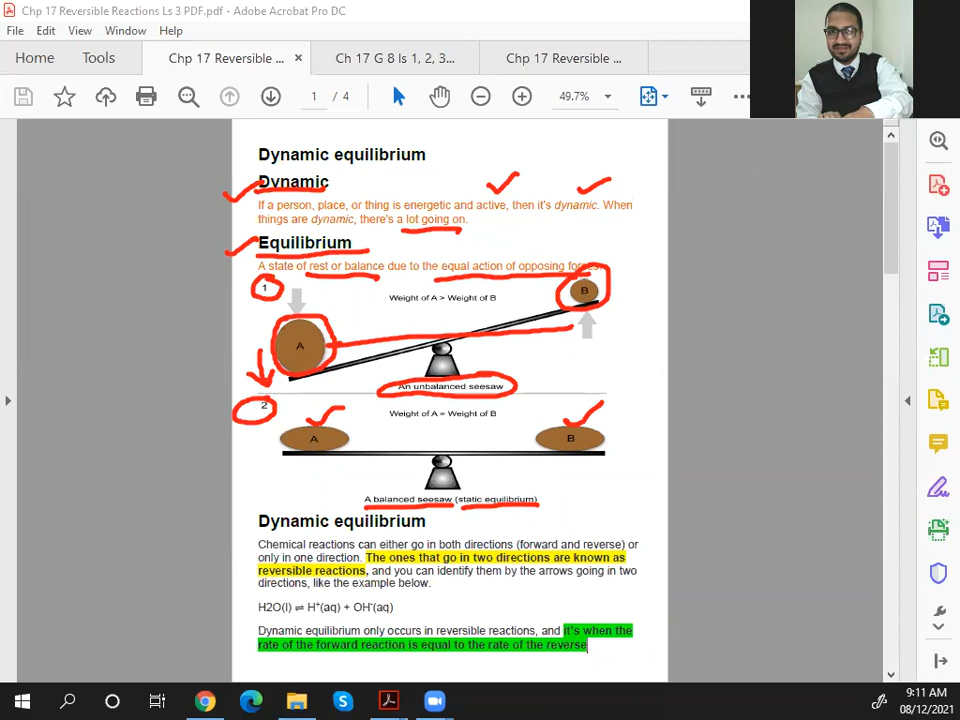 Chp 17 Reversible Reactions Ls 3 PDF.pdf - Adobe Acrobat Pro DC
File Edit View Window Help
Home Tools Chp 17 Reversible ... × Ch 17 G 8 ls 1, 2, 3... Chp 17 Reversible ...
1 / 4 49.7%
Dynamic equilibrium
Dynamic
If a person, place, or thing is energetic and active, then it's dynamic. When
things are dynamic, there's a lot going on.
Equilibrium
A state of rest or balance due to the equal action of opposing forces.
1
B
Weight of A > Weight of B
A
An unbalanced seesaw
2
Weight of A = Weight of B
A B
A balanced seesaw (static equilibrium)
Dynamic equilibrium
Chemical reactions can either go in both directions (forward and reverse) or
only in one direction. The ones that go in two directions are known as
reversible reactions, and you can identify them by the arrows going in two
directions, like the example below.
H2O(l) ⇌ H⁺(aq) + OH⁻(aq)
Dynamic equilibrium only occurs in reversible reactions, and it's when the
rate of the forward reaction is equal to the rate of the reverse
9:11 AM
08/12/2021